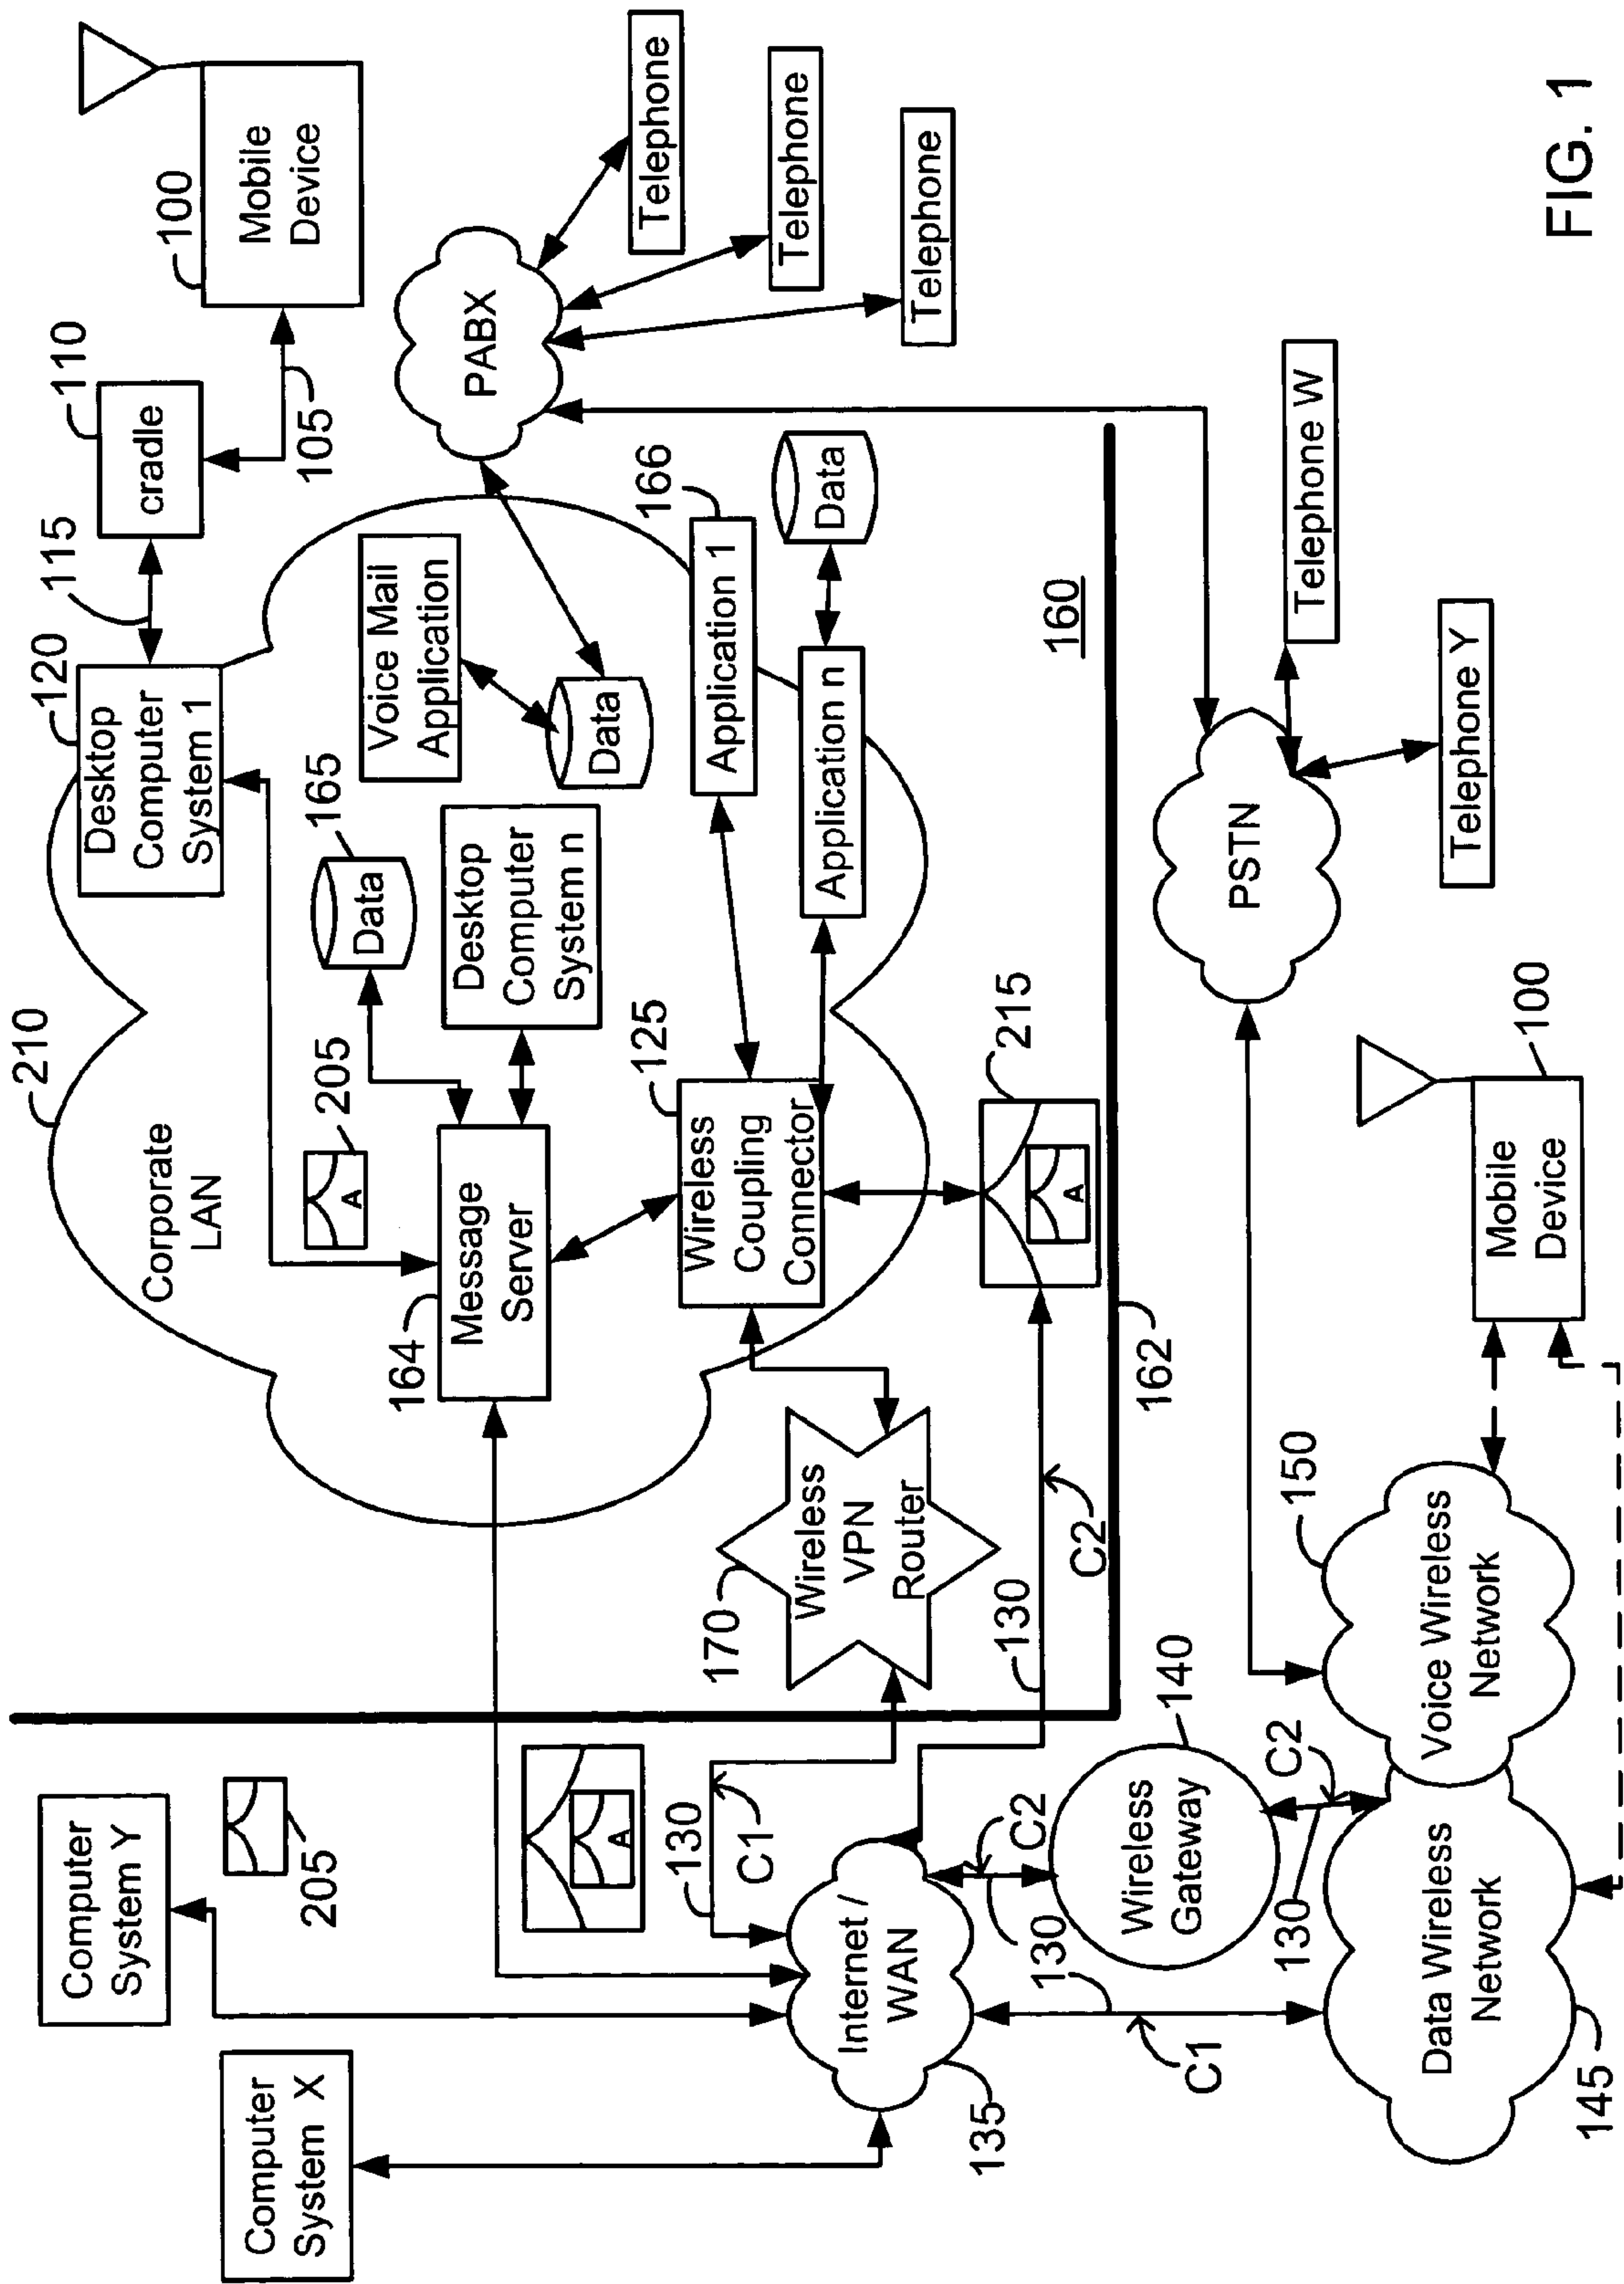 210
Corporate
LAN
120
Desktop
Computer
System 1
115
110
cradle
105
100
Mobile
Device
Computer
System Y
205
Computer
System X
205
A
165
Data
164
Message
Server
Desktop
Computer
System n
Voice Mail
Application
Data
PABX
Telephone
Telephone
Telephone
A
125
Wireless
Coupling
Connector
166
Application 1
Application n
Data
170
Wireless
VPN
Router
130
C1
Internet /
WAN
135
215
A
130
C2
160
162
C2
130
140
Wireless
Gateway
130
C1
130
C2
PSTN
Telephone W
Telephone Y
150
Voice Wireless
Network
Data Wireless
Network
145
100
Mobile
Device
FIG. 1